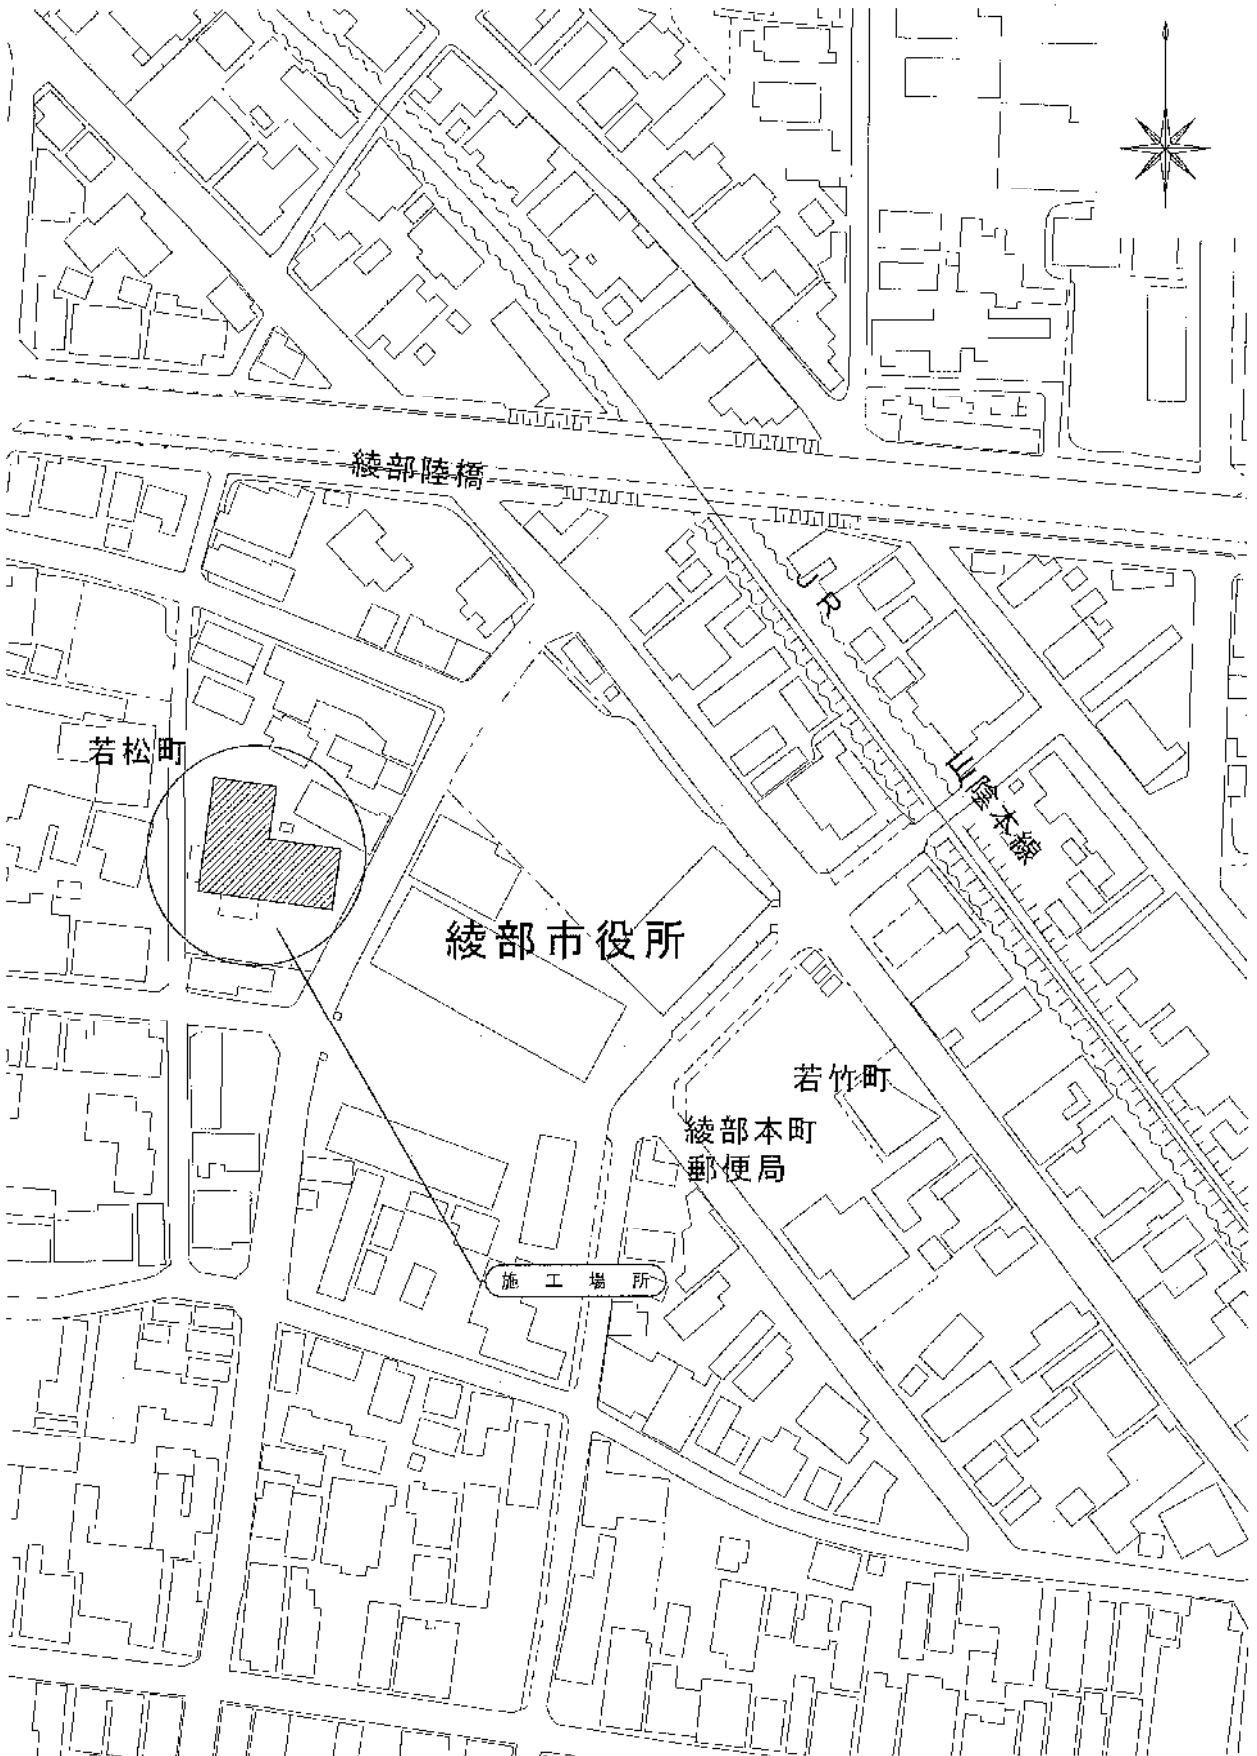 綾部陸橋
JR
山陰本線
若松町
綾部市役所
若竹町
綾部本町
郵便局
施工場所